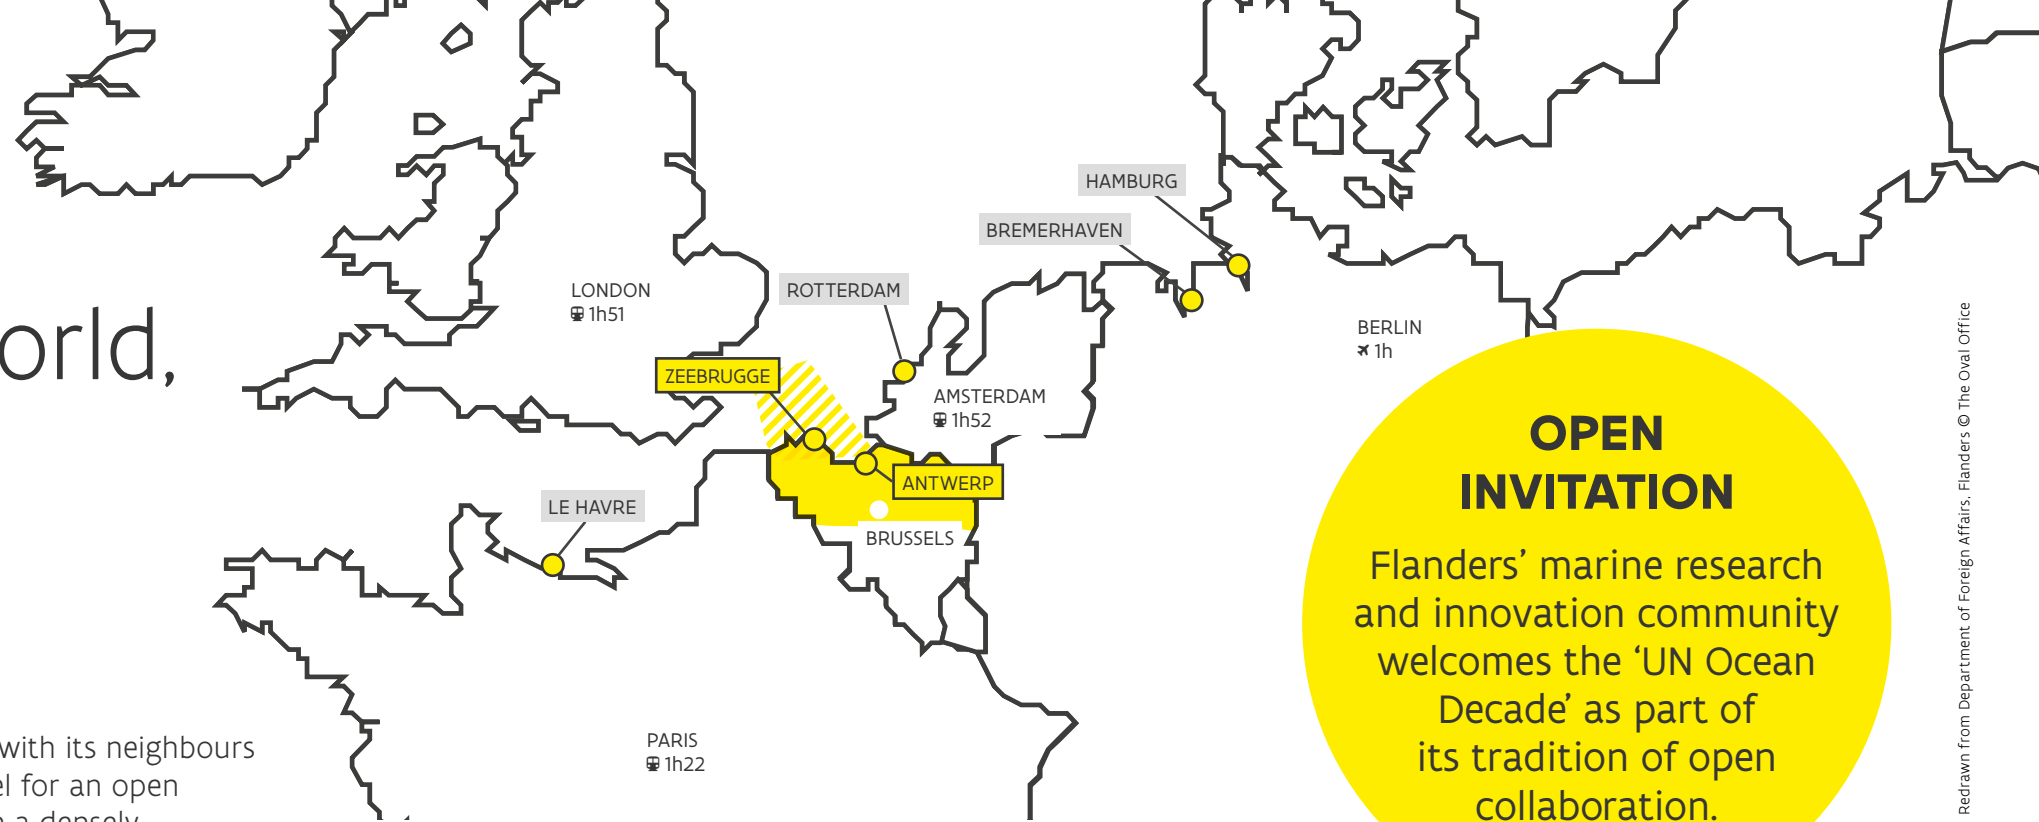 HAMBURG
BREMERHAVEN
LONDON
1h51
ROTTERDAM
BERLIN
1h
orld,
ZEEBRUGGE
AMSTERDAM
1h52
ANTWERP
LE HAVRE
BRUSSELS
PARIS
1h22
with its neighbours
el for an open
a densely
OPEN
INVITATION
Flanders’ marine research
and innovation community
welcomes the ‘UN Ocean
Decade’ as part of
its tradition of open
collaboration.
Redrawn from Department of Foreign Affairs, Flanders © The Oval Office